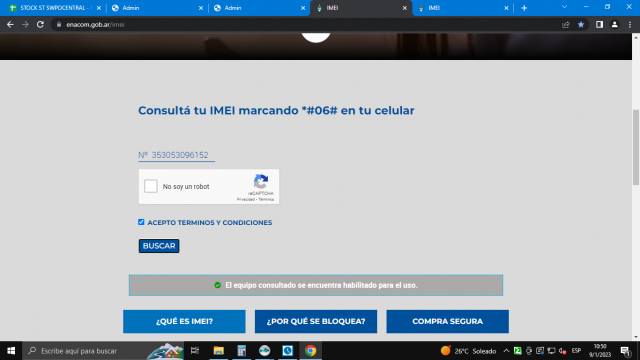 STOCK ST SWPOCENTRAL -
Admin
Admin
IMEI
IMEI
enacom.gob.ar/imei
Consultá tu IMEI marcando *#06# en tu celular
Nº 353053096152
No soy un robot
reCAPTCHA
Privacidad - Términos
ACEPTO TERMINOS Y CONDICIONES
BUSCAR
El equipo consultado se encuentra habilitado para el uso.
¿QUÉ ES IMEI?
¿POR QUÉ SE BLOQUEA?
COMPRA SEGURA
Escribe aquí para buscar
26°C Soleado
ESP
10:50
9/1/2023